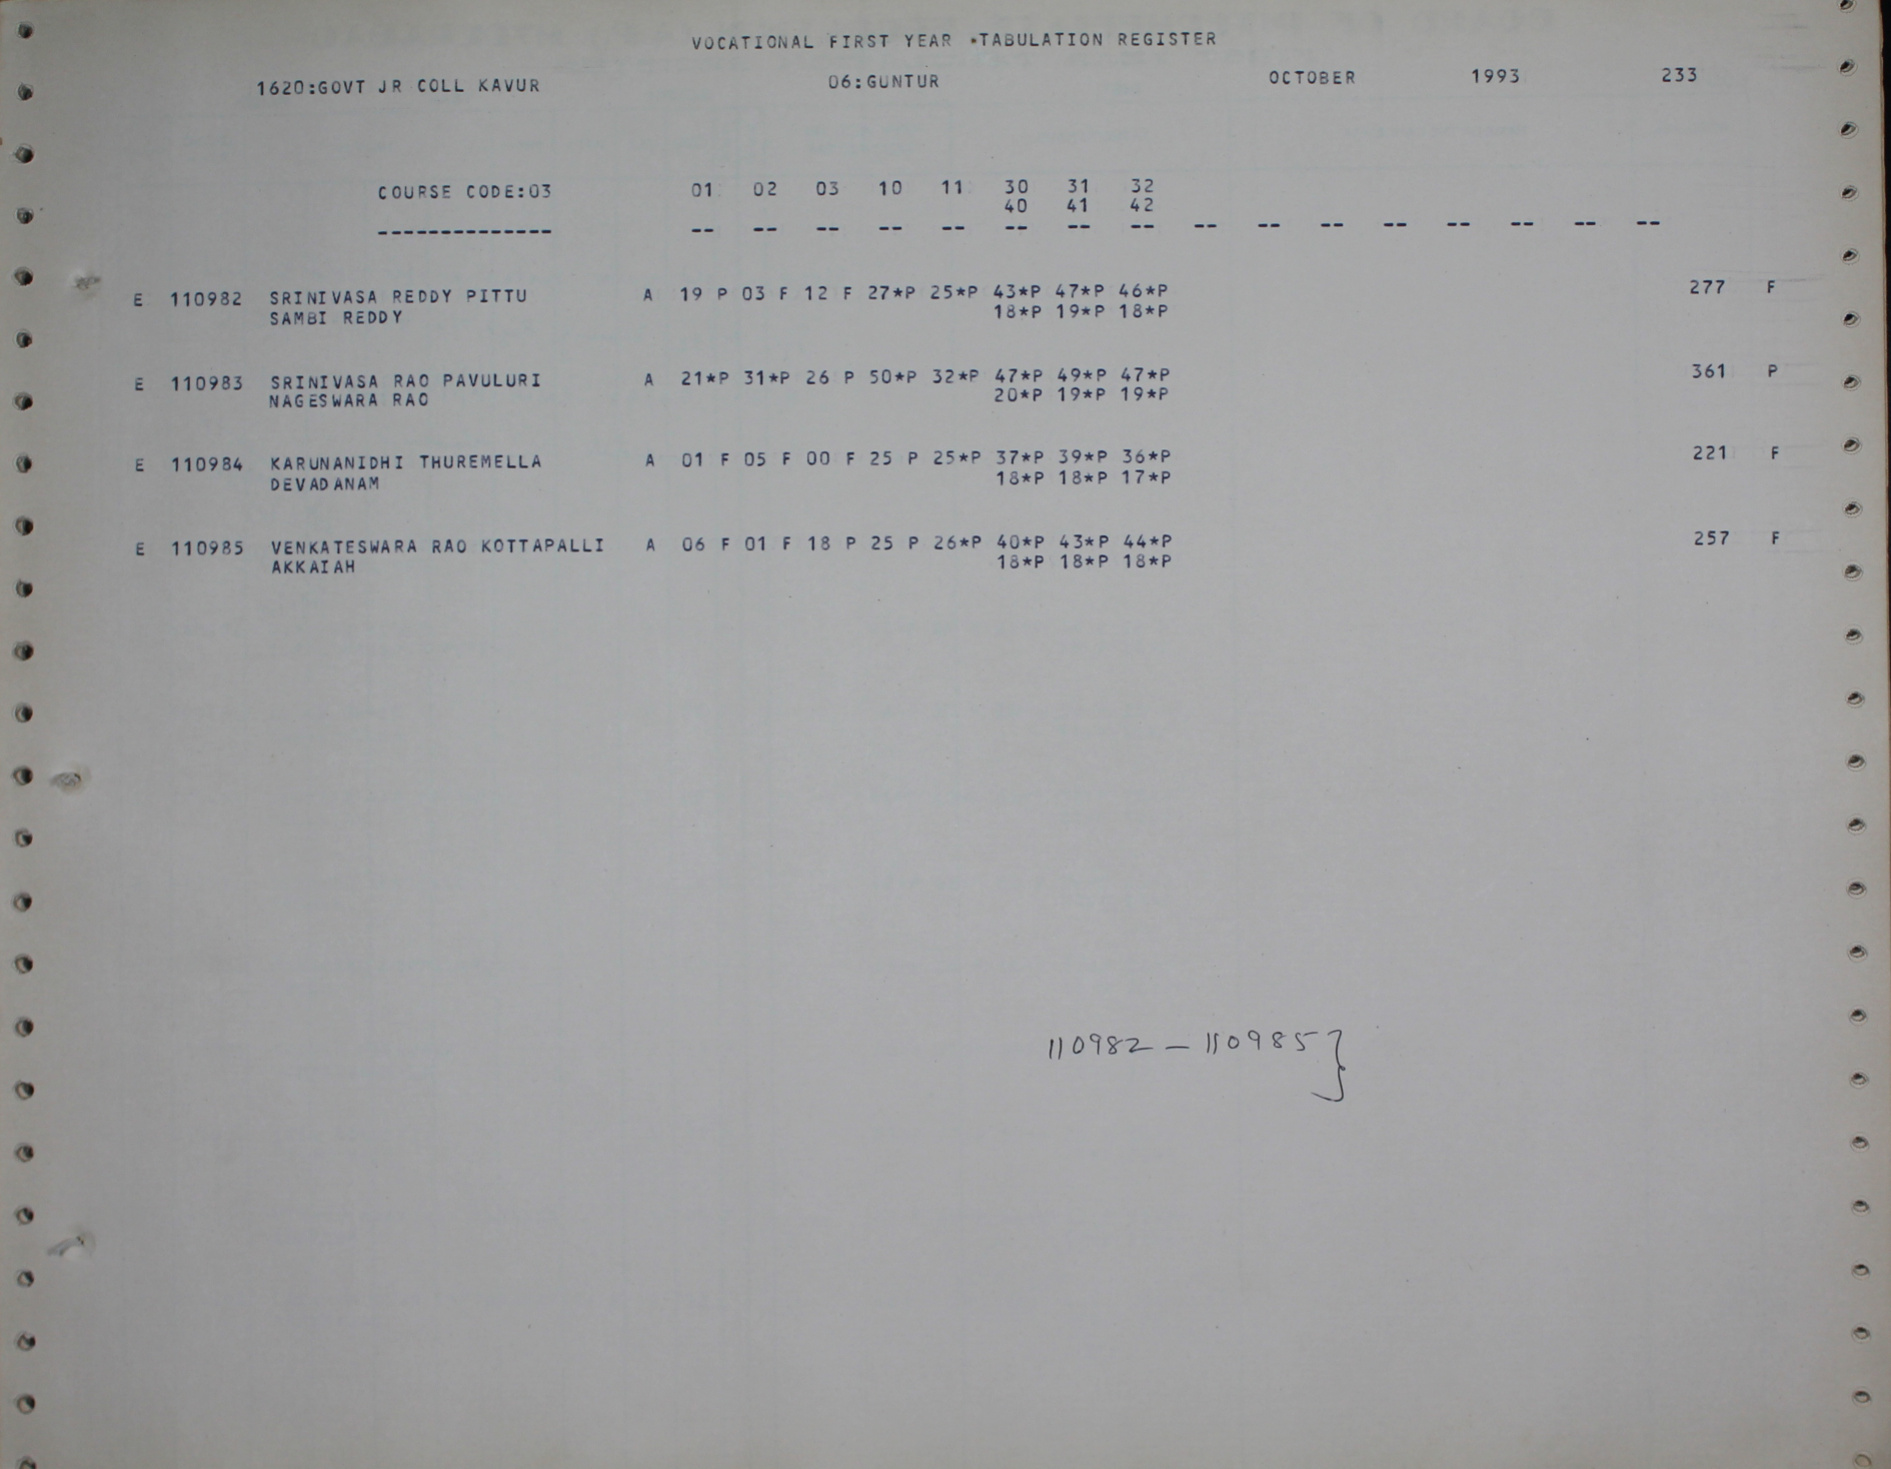 VOCATIONAL FIRST YEAR *TABULATION REGISTER
1620:GOVT JR COLL KAVUR 06:GUNTUR OCTOBER 1993 233
COURSE CODE:03 01 02 03 10 11 30 31 32
40 41 42
-------------- -- -- -- -- -- -- -- -- -- -- -- -- -- -- -- --
E 110982 SRINIVASA REDDY PITTU A 19 P 03 F 12 F 27*P 25*P 43*P 47*P 46*P 277 F
SAMBI REDDY 18*P 19*P 18*P
E 110983 SRINIVASA RAO PAVULURI A 21*P 31*P 26 P 50*P 32*P 47*P 49*P 47*P 361 P
NAGESWARA RAO 20*P 19*P 19*P
E 110984 KARUNANIDHI THUREMELLA A 01 F 05 F 00 F 25 P 25*P 37*P 39*P 36*P 221 F
DEVADANAM 18*P 18*P 17*P
E 110985 VENKATESWARA RAO KOTTAPALLI A 06 F 01 F 18 P 25 P 26*P 40*P 43*P 44*P 257 F
AKKAIAH 18*P 18*P 18*P
110982 — 110985}